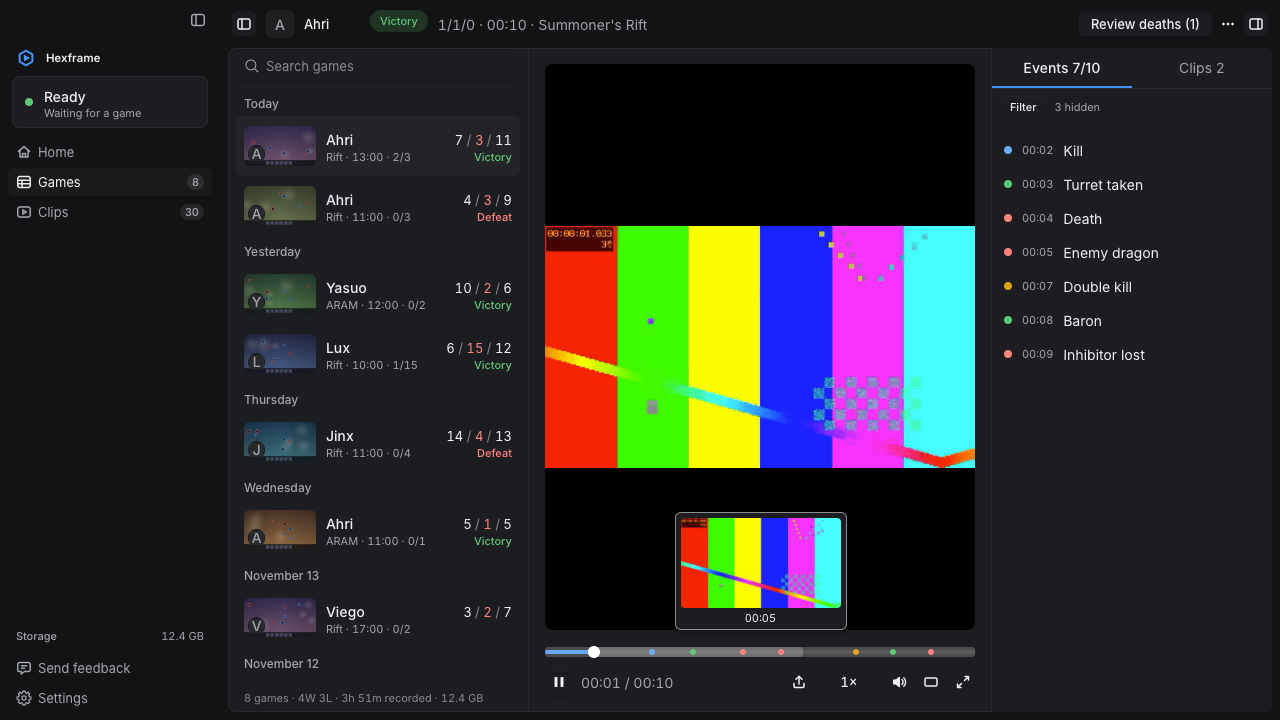 A
Ahri
Victory
1/1/0 · 00:10 · Summoner's Rift
Review deaths (1)
Hexframe
Ready
Waiting for a game
Home
Games
8
Clips
30
Storage
12.4 GB
Send feedback
Settings
Search games
Today
A
Ahri
7 / 3 / 11
Rift · 13:00 · 2/3
Victory
A
Ahri
4 / 3 / 9
Rift · 11:00 · 0/3
Defeat
Yesterday
Y
Yasuo
10 / 2 / 6
ARAM · 12:00 · 0/2
Victory
L
Lux
6 / 15 / 12
Rift · 10:00 · 1/15
Victory
Thursday
J
Jinx
14 / 4 / 13
Rift · 11:00 · 0/4
Defeat
Wednesday
A
Ahri
5 / 1 / 5
ARAM · 11:00 · 0/1
Victory
November 13
V
Viego
3 / 2 / 7
Rift · 17:00 · 0/2
November 12
8 games · 4W 3L · 3h 51m recorded · 12.4 GB
00:00:01.033
00:05
00:01 / 00:10
1×
Events 7/10
Clips 2
Filter
3 hidden
00:02 Kill
00:03 Turret taken
00:04 Death
00:05 Enemy dragon
00:07 Double kill
00:08 Baron
00:09 Inhibitor lost